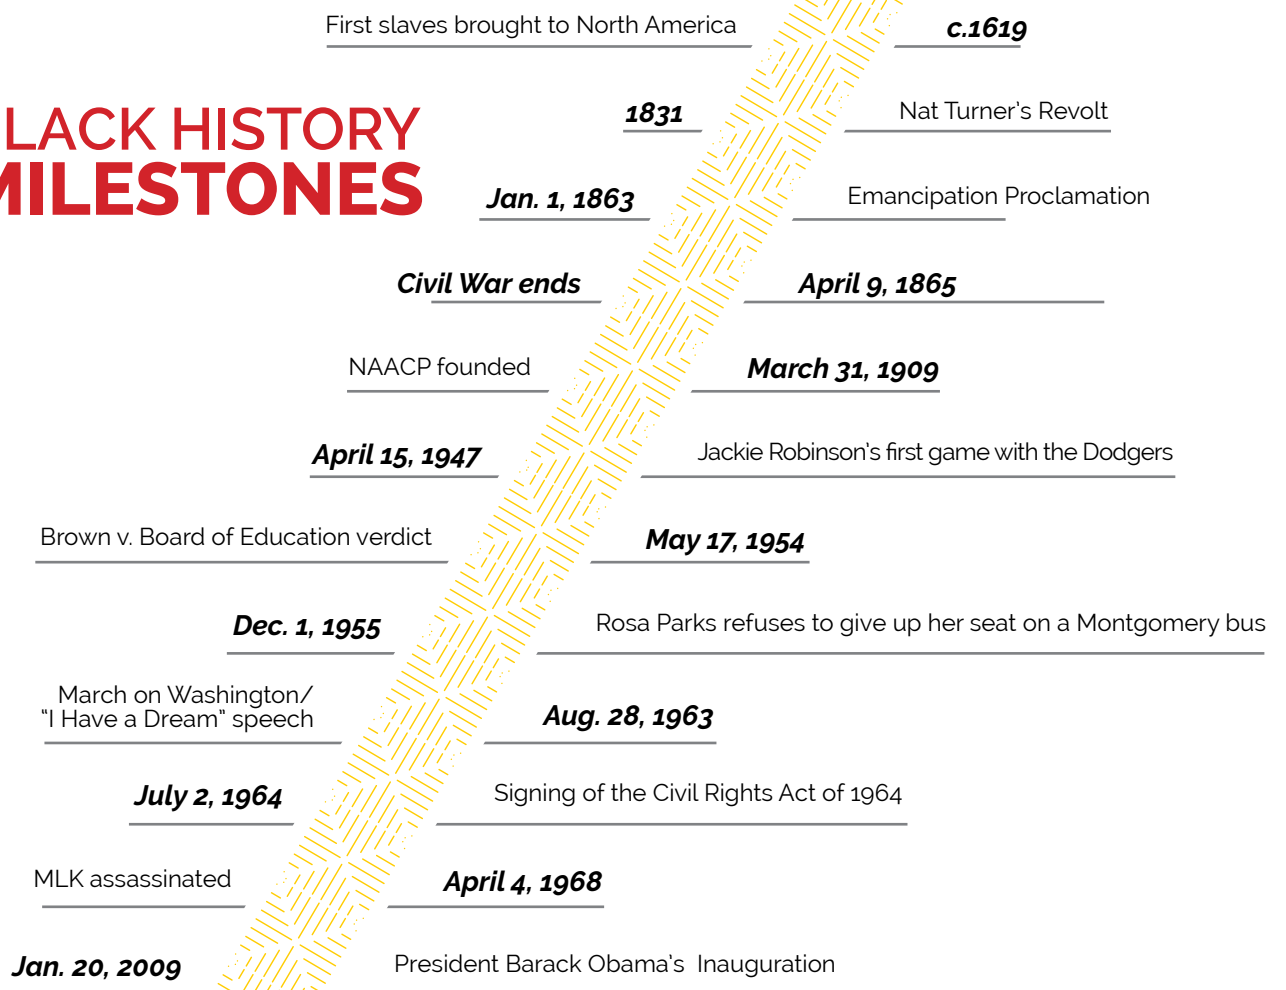 First slaves brought to North America c.1619
LACK HISTORY
MILESTONES
1831 Nat Turner's Revolt
Jan. 1, 1863 Emancipation Proclamation
Civil War ends April 9, 1865
NAACP founded March 31, 1909
April 15, 1947 Jackie Robinson's first game with the Dodgers
Brown v. Board of Education verdict May 17, 1954
Dec. 1, 1955 Rosa Parks refuses to give up her seat on a Montgomery bus
March on Washington/
"I Have a Dream" speech Aug. 28, 1963
July 2, 1964 Signing of the Civil Rights Act of 1964
MLK assassinated April 4, 1968
Jan. 20, 2009 President Barack Obama's Inauguration